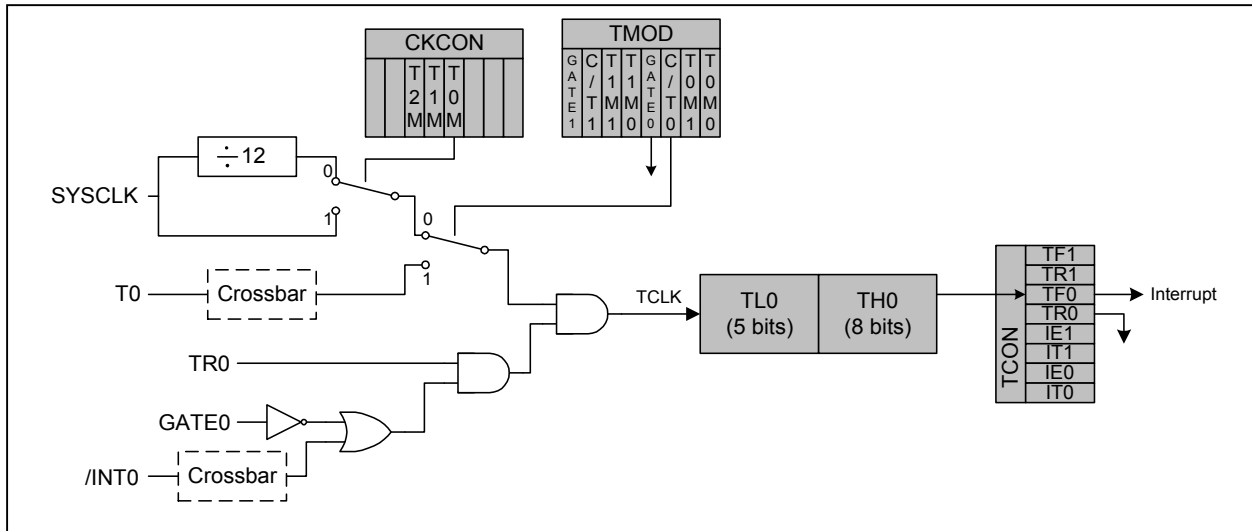 CKCON
T2M
T1M
T0M
TMOD
GATE1
C/T1
T1M1
T1M0
GATE0
C/T0
T0M1
T0M0
÷12
0
SYSCLK
1
0
T0
Crossbar
1
TCLK
TL0
(5 bits)
TH0
(8 bits)
TCON
TF1
TR1
TF0
TR0
IE1
IT1
IE0
IT0
Interrupt
TR0
GATE0
/INT0
Crossbar